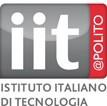 iit
@POLITO
ISTITUTO ITALIANO
DI TECNOLOGIA